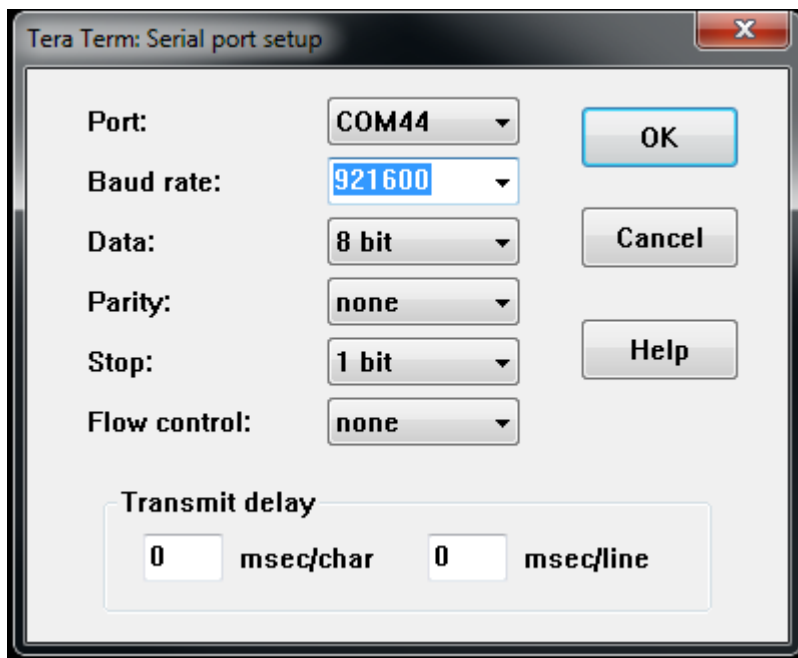 Tera Term: Serial port setup
Port: COM44 OK
Baud rate: 921600
Data: 8 bit Cancel
Parity: none
Stop: 1 bit Help
Flow control: none
Transmit delay
0 msec/char 0 msec/line